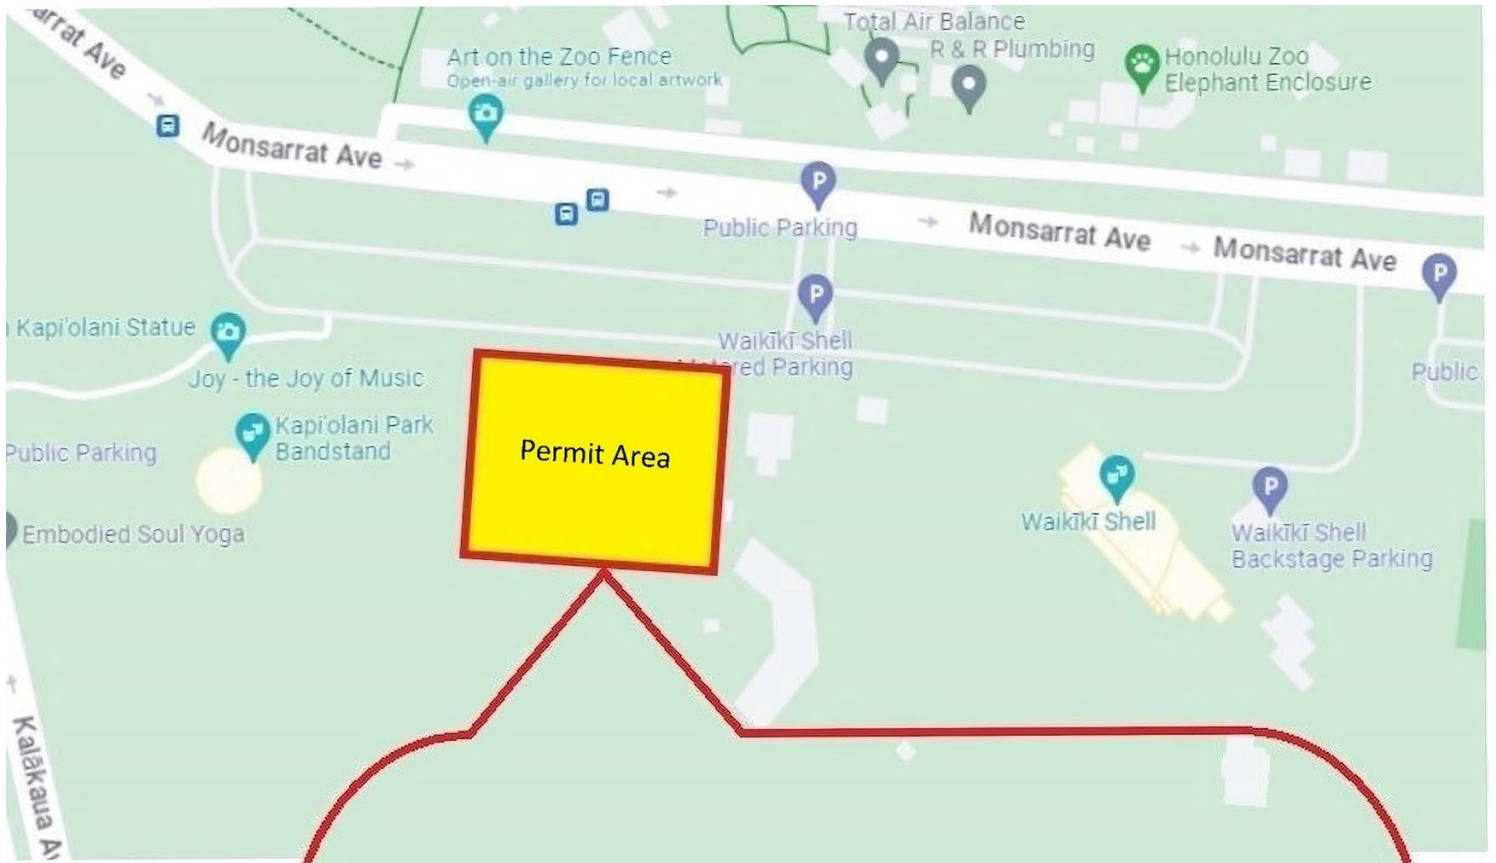 arrat Ave
Total Air Balance
R & R Plumbing
Art on the Zoo Fence
Open-air gallery for local artwork
Honolulu Zoo
Elephant Enclosure
Monsarrat Ave
P
Public Parking
Monsarrat Ave
Monsarrat Ave
P
P
Kapi'olani Statue
Waikīkī Shell
red Parking
Joy - the Joy of Music
Public
Kapi'olani Park
Bandstand
Public Parking
Permit Area
Waikīkī Shell
P
Waikīkī Shell
Backstage Parking
Embodied Soul Yoga
Kalākaua Av